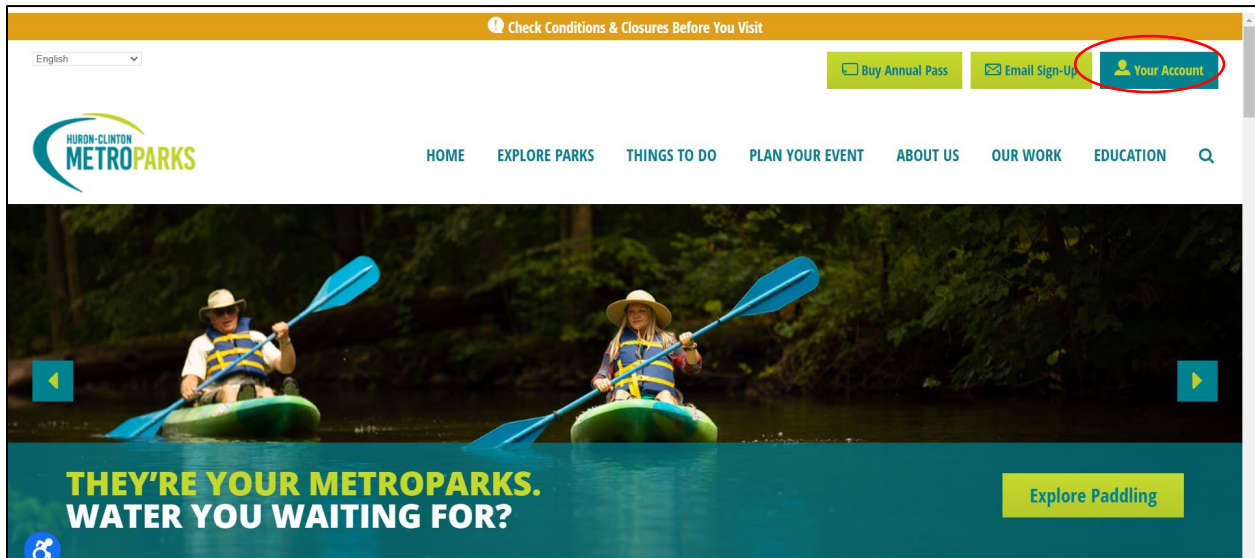 Check Conditions & Closures Before You Visit
English
Buy Annual Pass
Email Sign-Up
Your Account
HURON-CLINTON
METROPARKS
HOME EXPLORE PARKS THINGS TO DO PLAN YOUR EVENT ABOUT US OUR WORK EDUCATION
THEY'RE YOUR METROPARKS.
WATER YOU WAITING FOR?
Explore Paddling